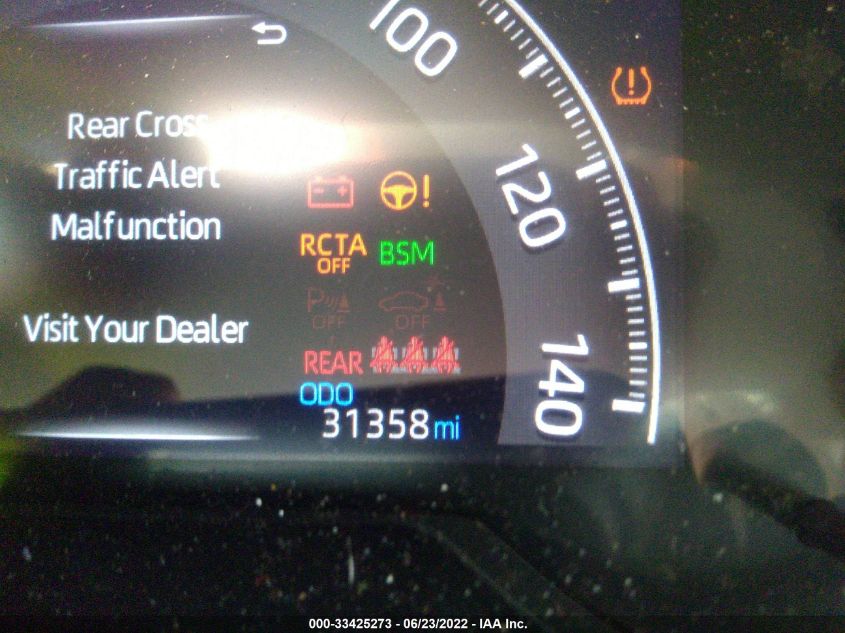 100
Rear Cross
Traffic Alert
Malfunction
120
RCTA
OFF
BSM
P
OFF
OFF
Visit Your Dealer
140
REAR
ODO
31358 mi
000-33425273 - 06/23/2022 - IAA Inc.